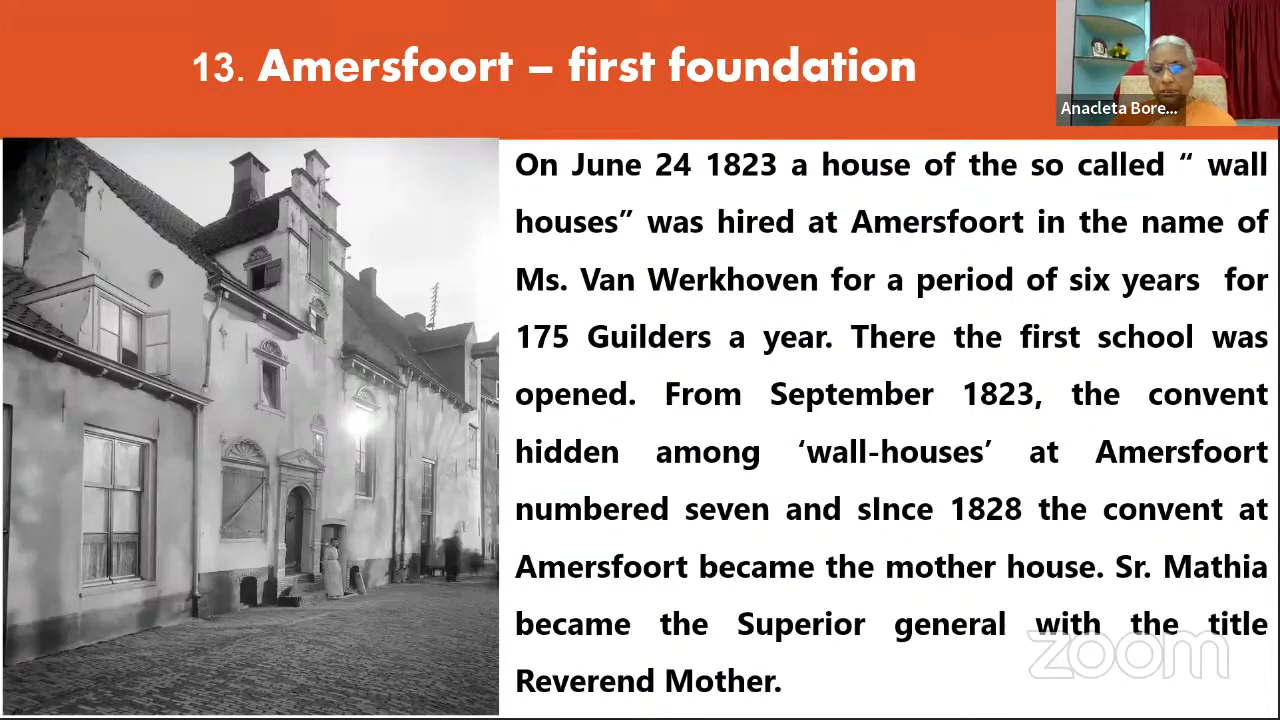 13. Amersfoort – first foundation
Anacleta Bore...
On June 24 1823 a house of the so called “ wall
houses” was hired at Amersfoort in the name of
Ms. Van Werkhoven for a period of six years for
175 Guilders a year. There the first school was
opened. From September 1823, the convent
hidden among ‘wall-houses’ at Amersfoort
numbered seven and sInce 1828 the convent at
Amersfoort became the mother house. Sr. Mathia
became the Superior general with the title
Reverend Mother.
zoom